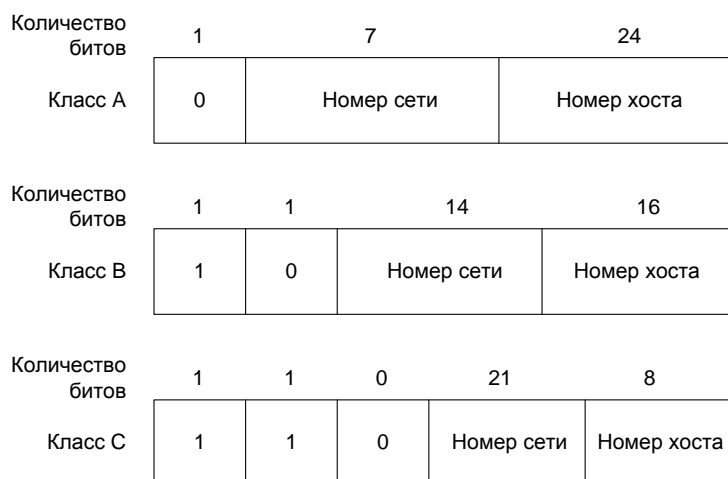 Количество битов 1 7 24
Класс A 0 Номер сети Номер хоста
Количество битов 1 1 14 16
Класс B 1 0 Номер сети Номер хоста
Количество битов 1 1 0 21 8
Класс C 1 1 0 Номер сети Номер хоста